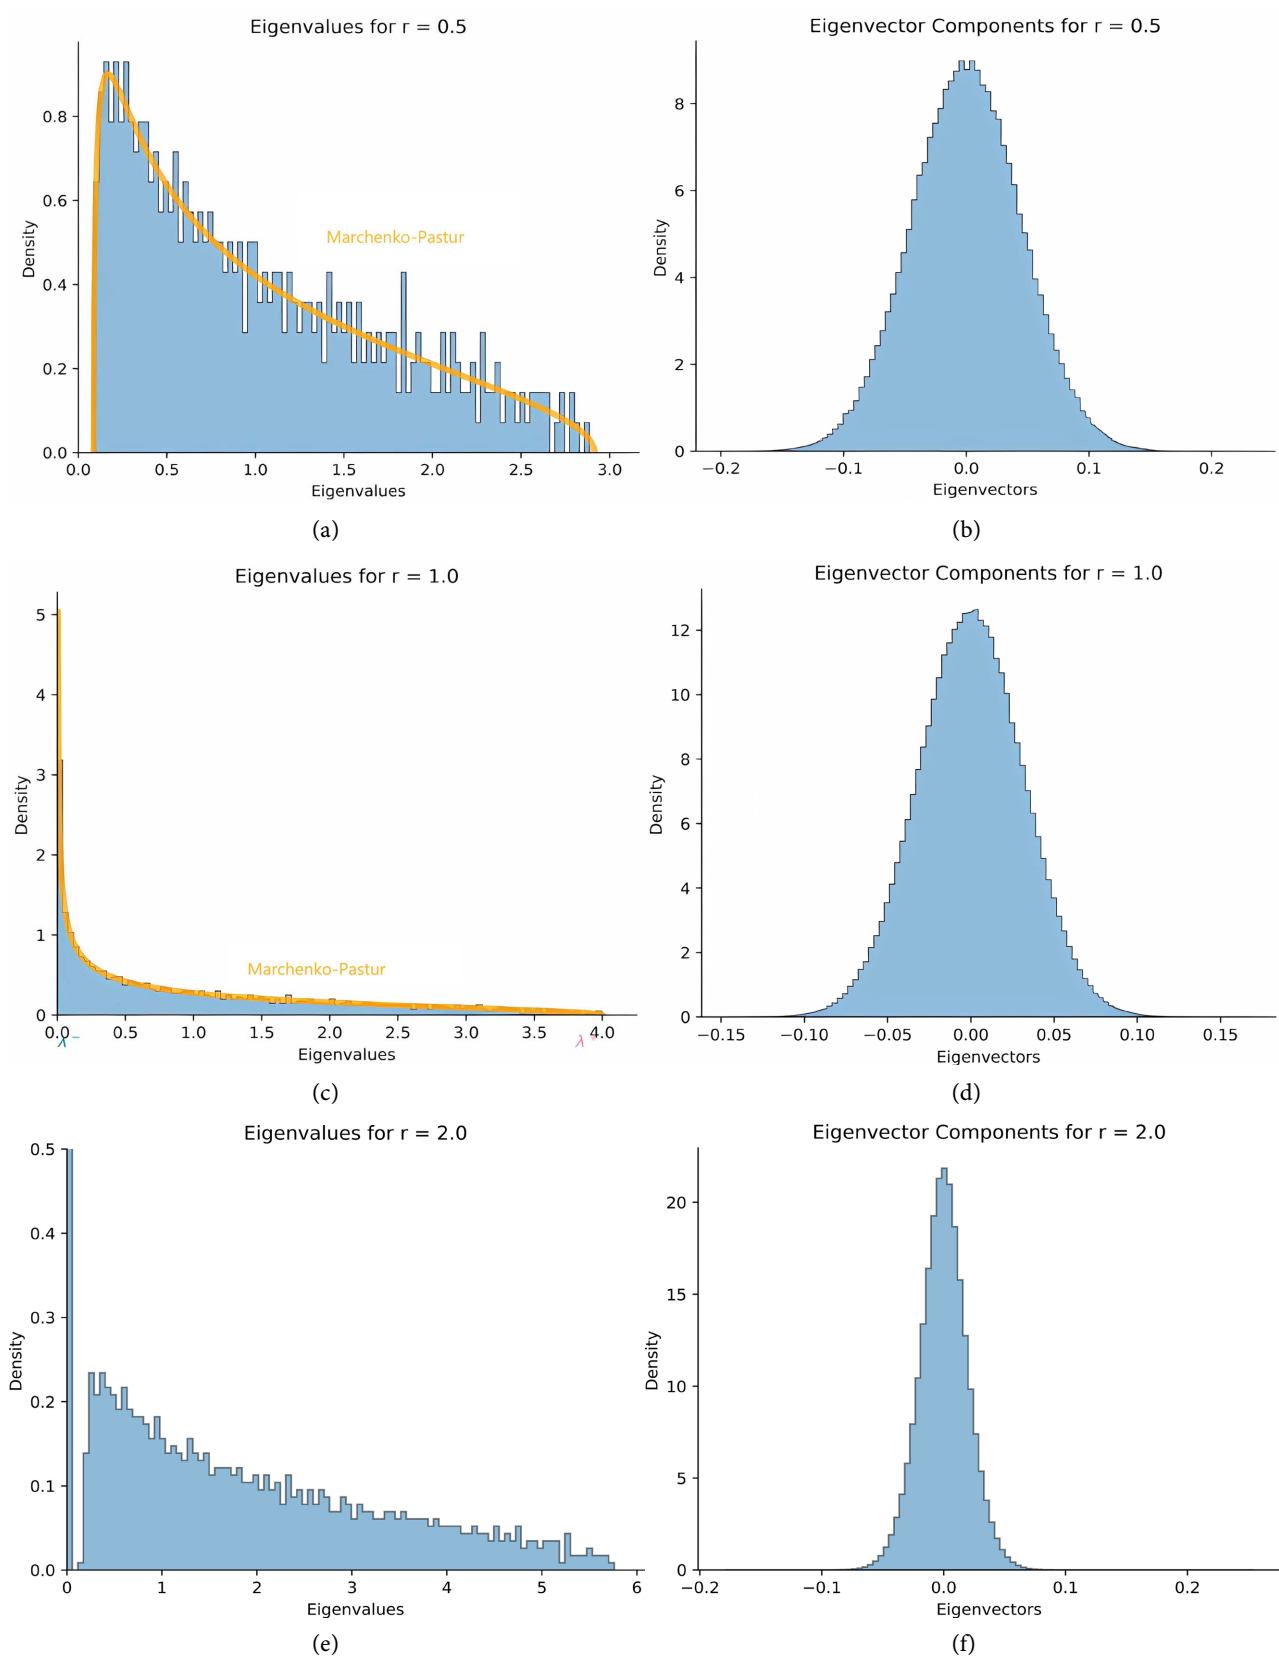 Eigenvalues for r = 0.5
Density
0.8
0.6
0.4
0.2
0.0
Marchenko-Pastur
0.0 0.5 1.0 1.5 2.0 2.5 3.0
Eigenvalues
(a)
Eigenvector Components for r = 0.5
Density
8
6
4
2
0
−0.2 −0.1 0.0 0.1 0.2
Eigenvectors
(b)
Eigenvalues for r = 1.0
Density
5
4
3
2
1
0
Marchenko-Pastur
0.0 0.5 1.0 1.5 2.0 2.5 3.0 3.5 4.0
λ⁻ λ⁺
Eigenvalues
(c)
Eigenvector Components for r = 1.0
Density
12
10
8
6
4
2
0
−0.15 −0.10 −0.05 0.00 0.05 0.10 0.15
Eigenvectors
(d)
Eigenvalues for r = 2.0
Density
0.5
0.4
0.3
0.2
0.1
0.0
0 1 2 3 4 5 6
Eigenvalues
(e)
Eigenvector Components for r = 2.0
Density
20
15
10
5
0
−0.2 −0.1 0.0 0.1 0.2
Eigenvectors
(f)